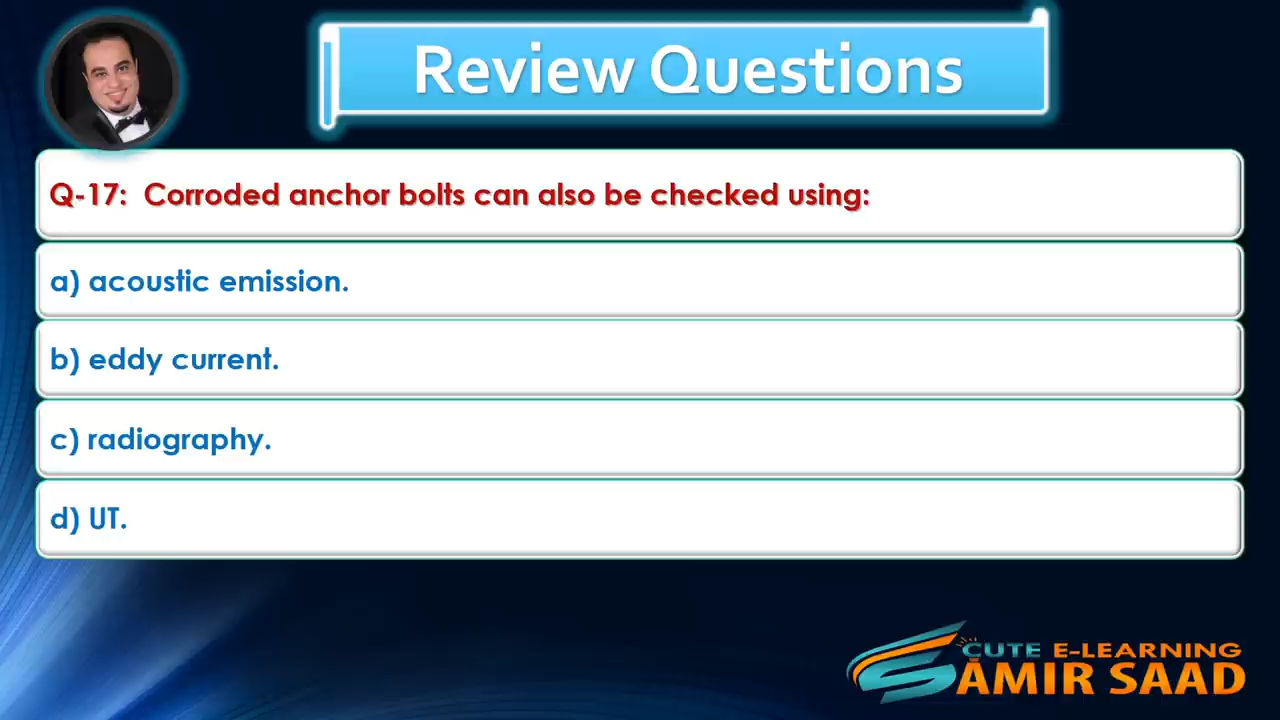 Review Questions
Q-17: Corroded anchor bolts can also be checked using:
a) acoustic emission.
b) eddy current.
c) radiography.
d) UT.
CUTE E-LEARNING
AMIR SAAD